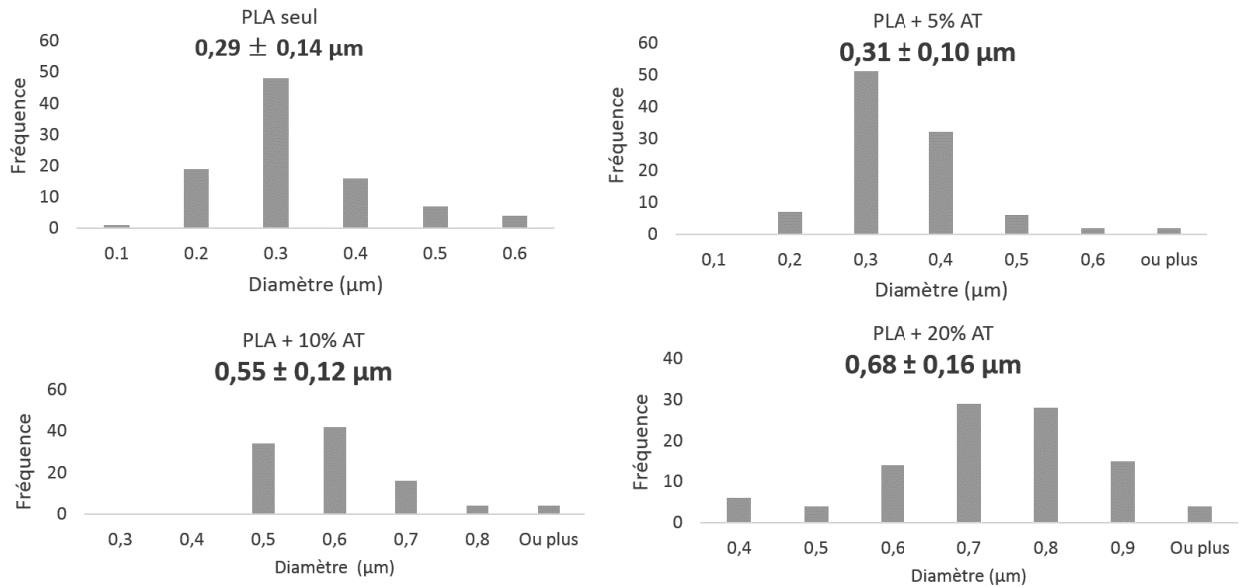 PLA seul
0,29 ± 0,14 µm
60
50
40
30
20
10
0
Fréquence
0.1 0.2 0.3 0.4 0.5 0.6
Diamètre (µm)
PLA + 5% AT
0,31 ± 0,10 µm
60
50
40
30
20
10
0
Fréquence
0,1 0,2 0,3 0,4 0,5 0,6 ou plus
Diamètre (µm)
PLA + 10% AT
0,55 ± 0,12 µm
60
40
20
0
Fréquence
0,3 0,4 0,5 0,6 0,7 0,8 Ou plus
Diamètre (µm)
PLA + 20% AT
0,68 ± 0,16 µm
40
30
20
10
0
Fréquence
0,4 0,5 0,6 0,7 0,8 0,9 Ou plus
Diamètre (µm)